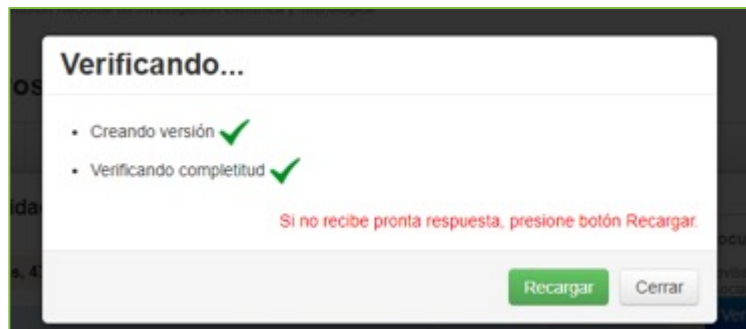 Verificando...
Creando versión
Verificando completitud
Si no recibe pronta respuesta, presione botón Recargar.
Recargar
Cerrar